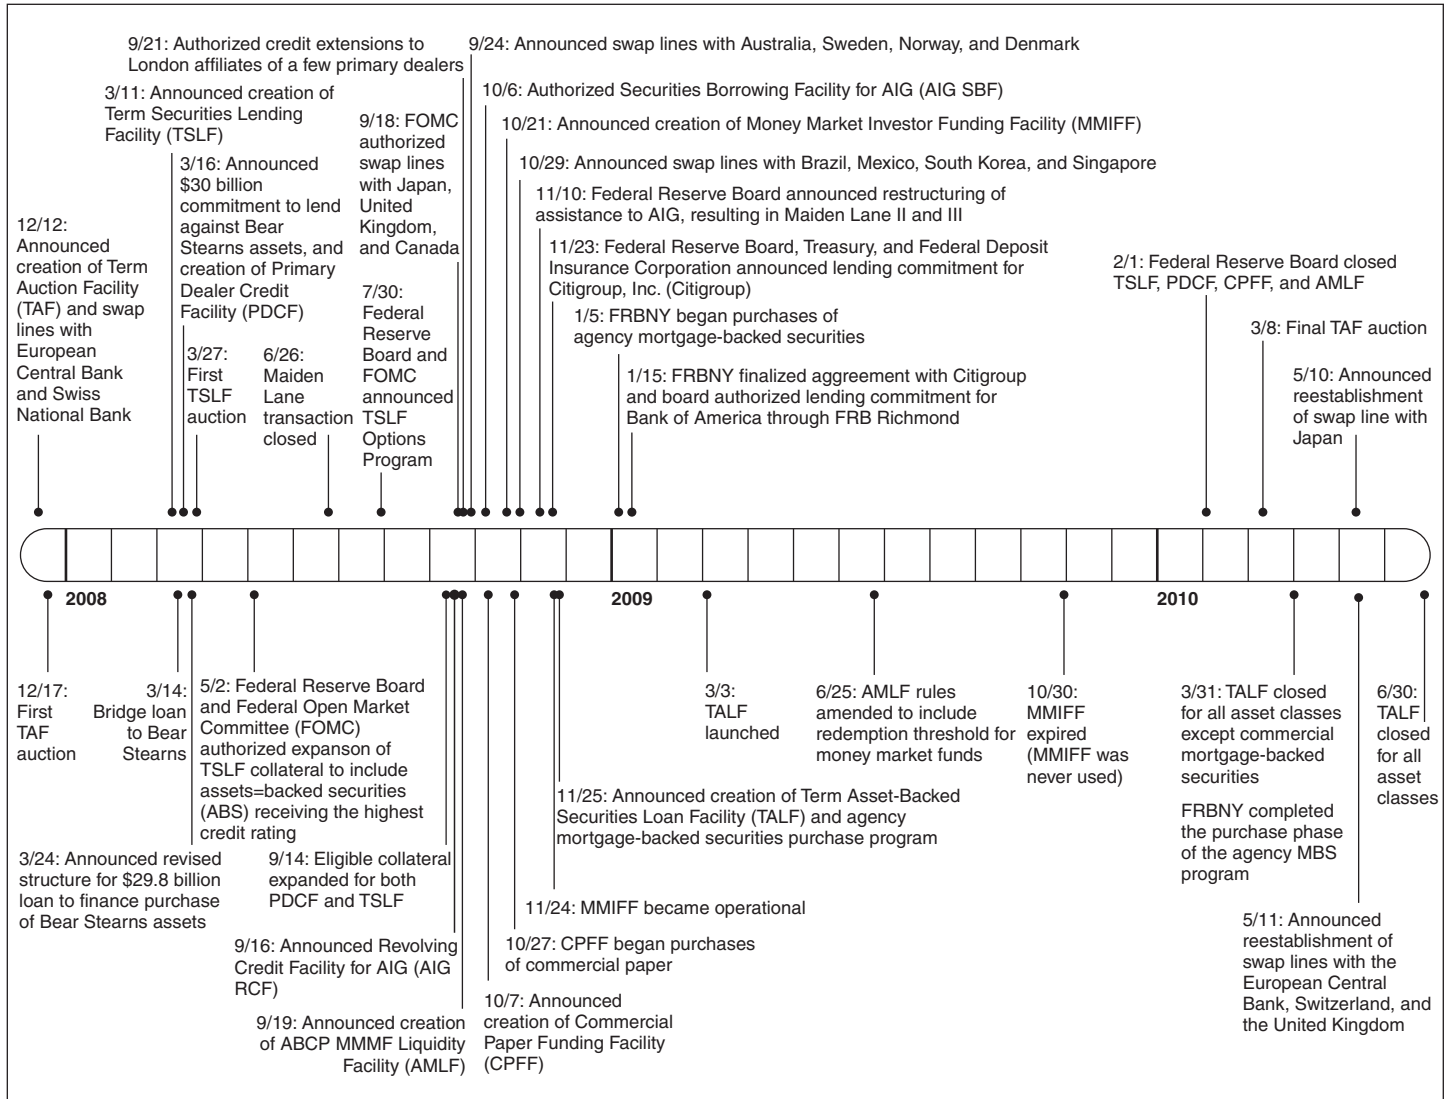 9/21: Authorized credit extensions to
London affiliates of a few primary dealers
9/24: Announced swap lines with Australia, Sweden, Norway, and Denmark
3/11: Announced creation of
Term Securities Lending
Facility (TSLF)
10/6: Authorized Securities Borrowing Facility for AIG (AIG SBF)
9/18: FOMC
authorized
swap lines
with Japan,
United
Kingdom,
and Canada
10/21: Announced creation of Money Market Investor Funding Facility (MMIFF)
3/16: Announced
$30 billion
commitment to lend
against Bear
Stearns assets, and
creation of Primary
Dealer Credit
Facility (PDCF)
10/29: Announced swap lines with Brazil, Mexico, South Korea, and Singapore
11/10: Federal Reserve Board announced restructuring of
assistance to AIG, resulting in Maiden Lane II and III
12/12:
Announced
creation of Term
Auction Facility
(TAF) and swap
lines with
European
Central Bank
and Swiss
National Bank
11/23: Federal Reserve Board, Treasury, and Federal Deposit
Insurance Corporation announced lending commitment for
Citigroup, Inc. (Citigroup)
2/1: Federal Reserve Board closed
TSLF, PDCF, CPFF, and AMLF
7/30:
Federal
Reserve
Board and
FOMC
announced
TSLF
Options
Program
1/5: FRBNY began purchases of
agency mortgage-backed securities
3/8: Final TAF auction
3/27:
First
TSLF
auction
6/26:
Maiden
Lane
transaction
closed
1/15: FRBNY finalized aggreement with Citigroup
and board authorized lending commitment for
Bank of America through FRB Richmond
5/10: Announced
reestablishment
of swap line with
Japan
2008
2009
2010
12/17:
First
TAF
auction
3/14:
Bridge loan
to Bear
Stearns
5/2: Federal Reserve Board
and Federal Open Market
Committee (FOMC)
authorized expanson of
TSLF collateral to include
assets=backed securities
(ABS) receiving the highest
credit rating
3/3:
TALF
launched
6/25: AMLF rules
amended to include
redemption threshold for
money market funds
10/30:
MMIFF
expired
(MMIFF was
never used)
3/31: TALF closed
for all asset classes
except commercial
mortgage-backed
securities
FRBNY completed
the purchase phase
of the agency MBS
program
6/30:
TALF
closed
for all
asset
classes
11/25: Announced creation of Term Asset-Backed
Securities Loan Facility (TALF) and agency
mortgage-backed securities purchase program
3/24: Announced revised
structure for $29.8 billion
loan to finance purchase
of Bear Stearns assets
9/14: Eligible collateral
expanded for both
PDCF and TSLF
11/24: MMIFF became operational
9/16: Announced Revolving
Credit Facility for AIG (AIG
RCF)
10/27: CPFF began purchases
of commercial paper
5/11: Announced
reestablishment of
swap lines with the
European Central
Bank, Switzerland, and
the United Kingdom
9/19: Announced creation
of ABCP MMMF Liquidity
Facility (AMLF)
10/7: Announced
creation of Commercial
Paper Funding Facility
(CPFF)